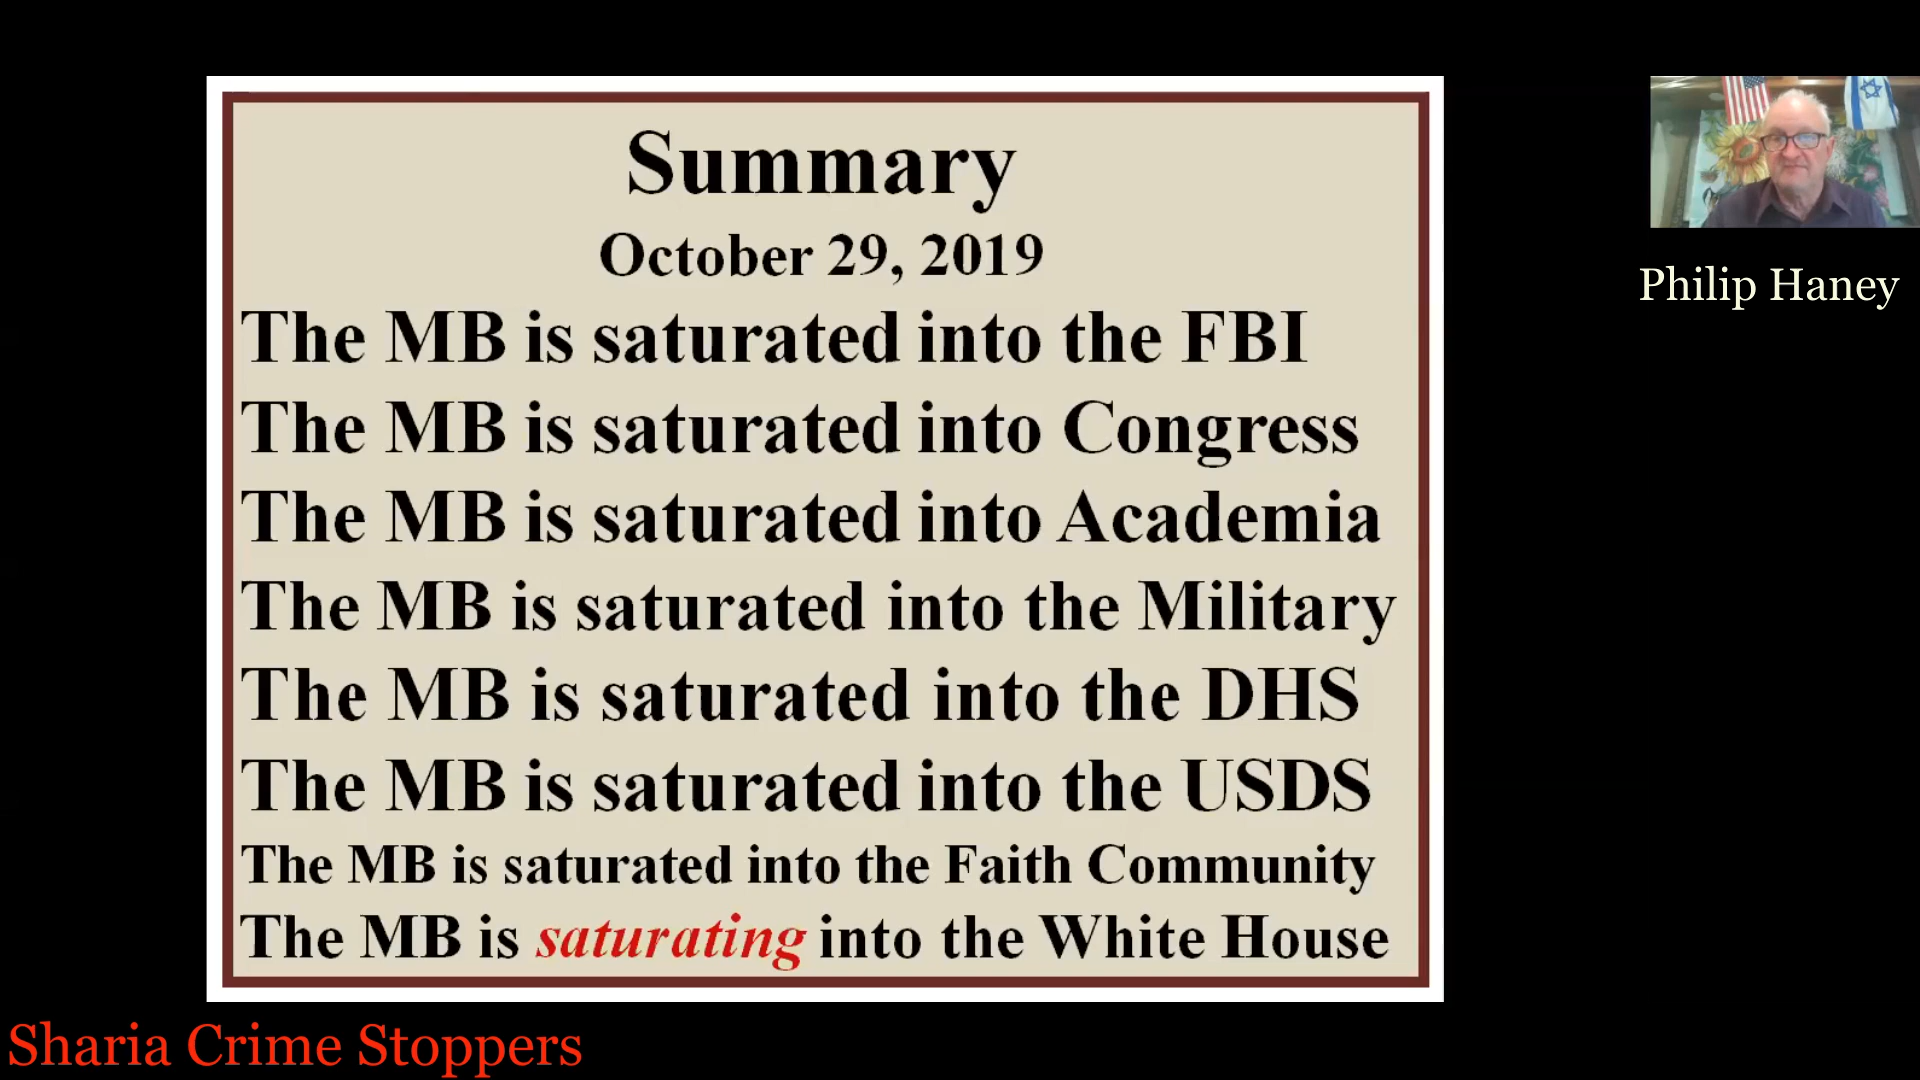 Summary
October 29, 2019
The MB is saturated into the FBI
The MB is saturated into Congress
The MB is saturated into Academia
The MB is saturated into the Military
The MB is saturated into the DHS
The MB is saturated into the USDS
The MB is saturated into the Faith Community
The MB is saturating into the White House
Philip Haney
Sharia Crime Stoppers